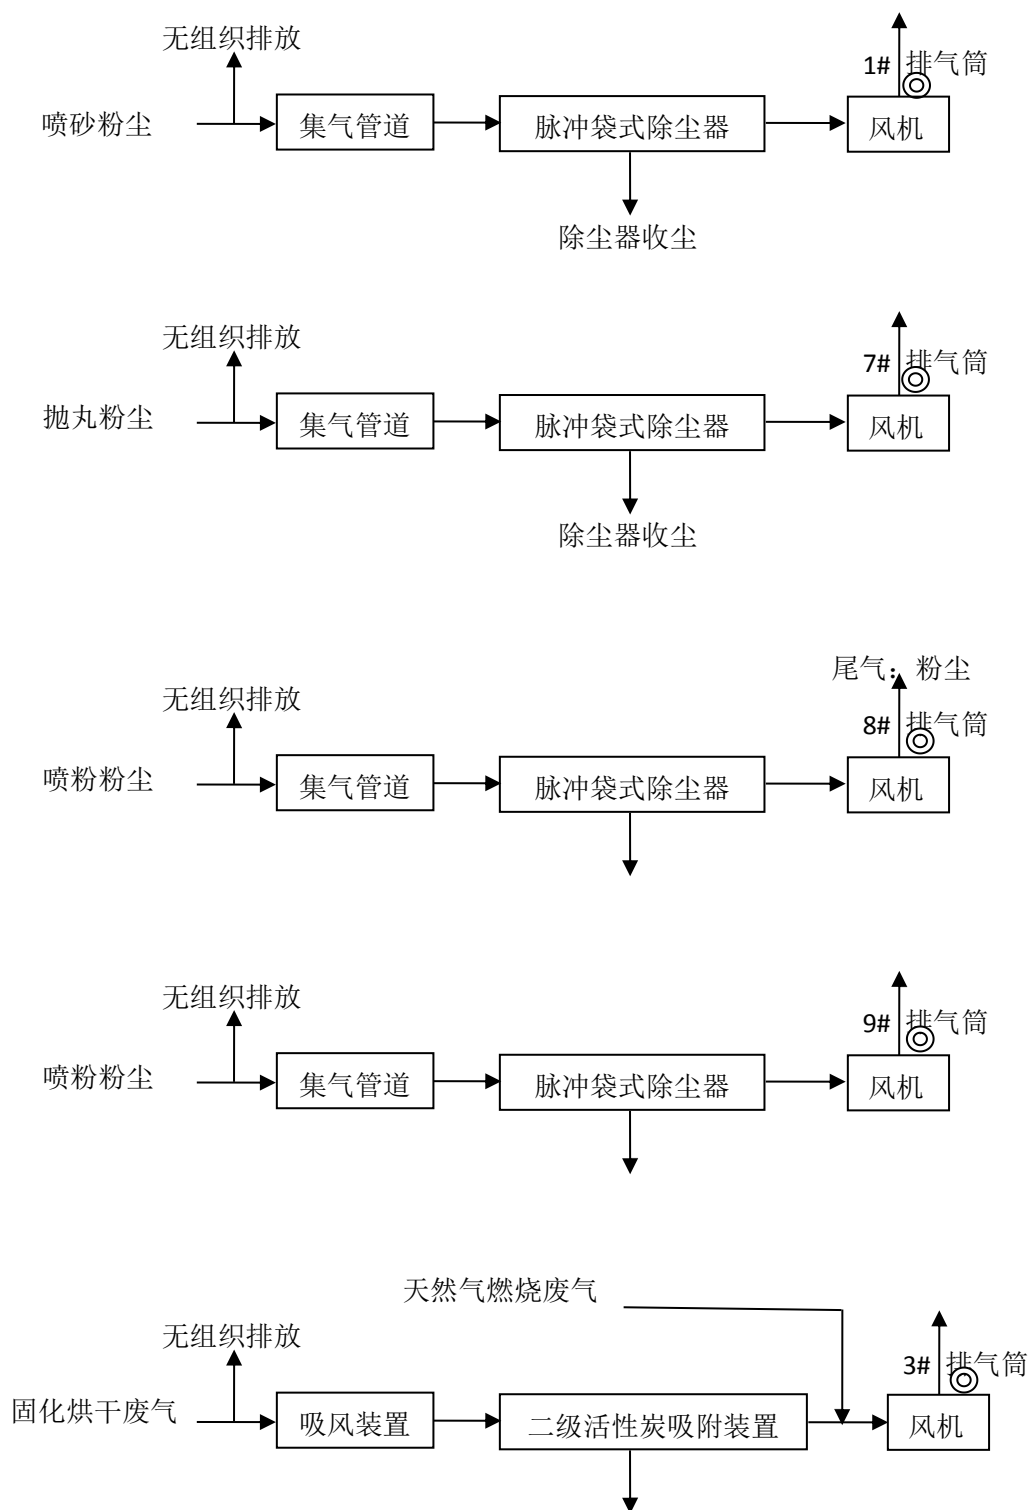 无组织排放
1# 排气筒
喷砂粉尘 集气管道 脉冲袋式除尘器 风机
除尘器收尘
无组织排放
7# 排气筒
抛丸粉尘 集气管道 脉冲袋式除尘器 风机
除尘器收尘
尾气：粉尘
无组织排放
8# 排气筒
喷粉粉尘 集气管道 脉冲袋式除尘器 风机
无组织排放
9# 排气筒
喷粉粉尘 集气管道 脉冲袋式除尘器 风机
天然气燃烧废气
无组织排放
3# 排气筒
固化烘干废气 吸风装置 二级活性炭吸附装置 风机